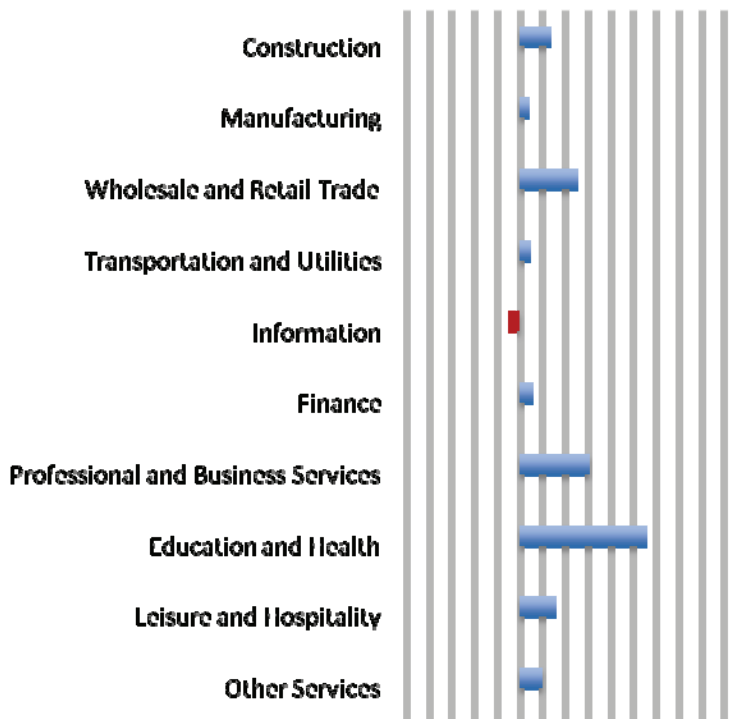 Construction
Manufacturing
Wholesale and Retail Trade
Transportation and Utilities
Information
Finance
Professional and Business Services
Education and Health
Leisure and Hospitality
Other Services